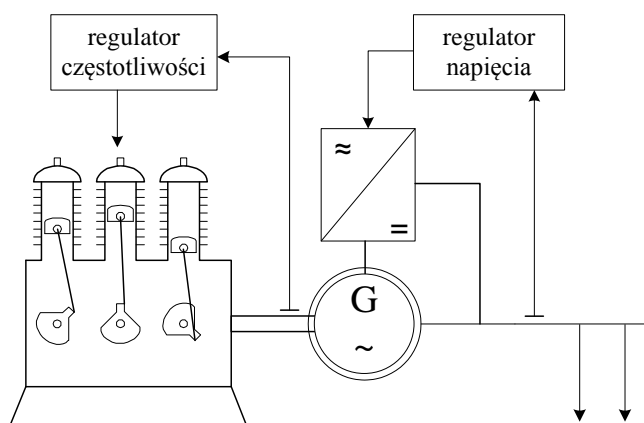 regulator
częstotliwości
regulator
napięcia
≈
=
G
~